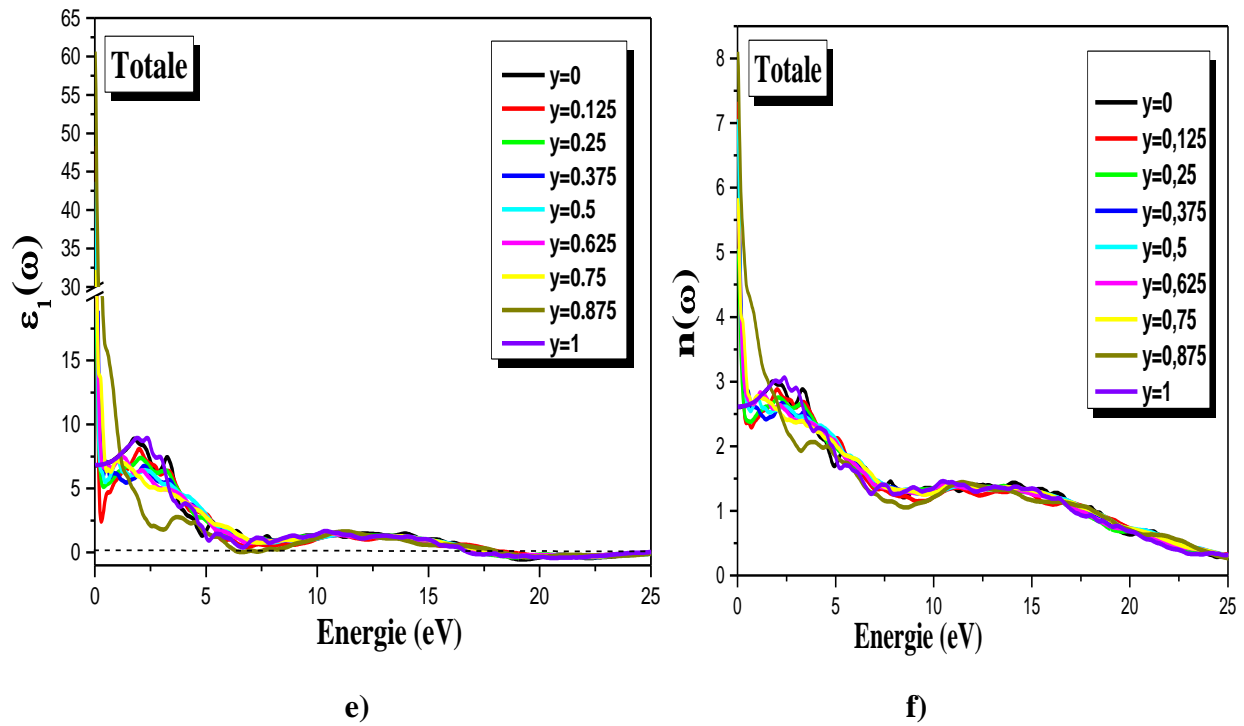 Totale
y=0
y=0.125
y=0.25
y=0.375
y=0.5
y=0.625
y=0.75
y=0.875
y=1
65
60
55
50
45
40
35
30
15
10
5
0
ε1(ω)
0 5 10 15 20 25
Energie (eV)
e)
Totale
y=0
y=0,125
y=0,25
y=0,375
y=0,5
y=0,625
y=0,75
y=0,875
y=1
8
7
6
5
4
3
2
1
0
n(ω)
0 5 10 15 20 25
Energie (eV)
f)